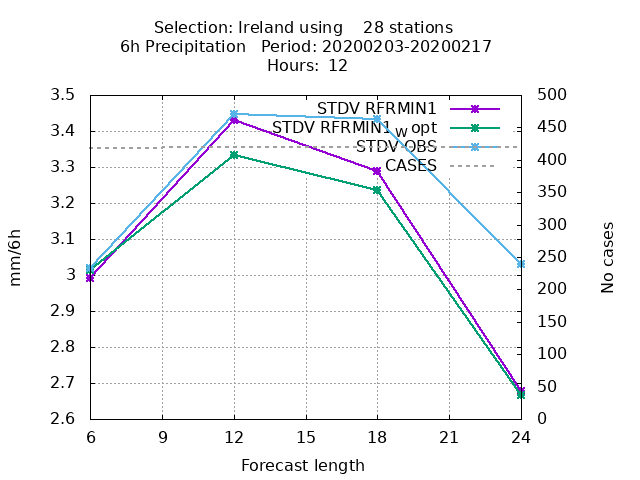 Selection: Ireland using    28 stations
6h Precipitation   Period: 20200203-20200217
Hours:  12
3.5
3.4
3.3
3.2
3.1
3
2.9
2.8
2.7
2.6
mm/6h
STDV RFRMIN1
STDV RFRMIN1_w_opt
STDV OBS
CASES
500
450
400
350
300
250
200
150
100
50
0
No cases
6 9 12 15 18 21 24
Forecast length